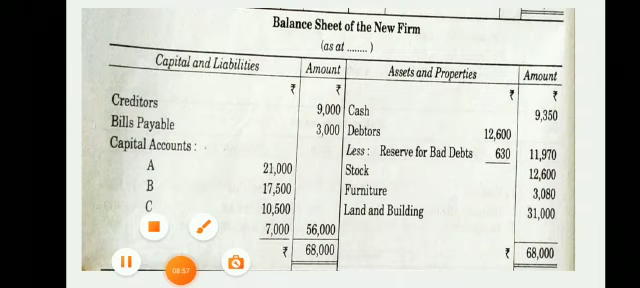 Balance Sheet of the New Firm
(as at ........ )
Capital and Liabilities Amount Assets and Properties Amount
₹ ₹ ₹ ₹
Creditors 9,000 Cash 9,350
Bills Payable 3,000 Debtors 12,600
Capital Accounts : Less : Reserve for Bad Debts 630 11,970
A 21,000 Stock 12,600
B 17,500 Furniture 3,080
C 10,500 Land and Building 31,000
7,000 56,000
₹ 68,000 ₹ 68,000
08:57